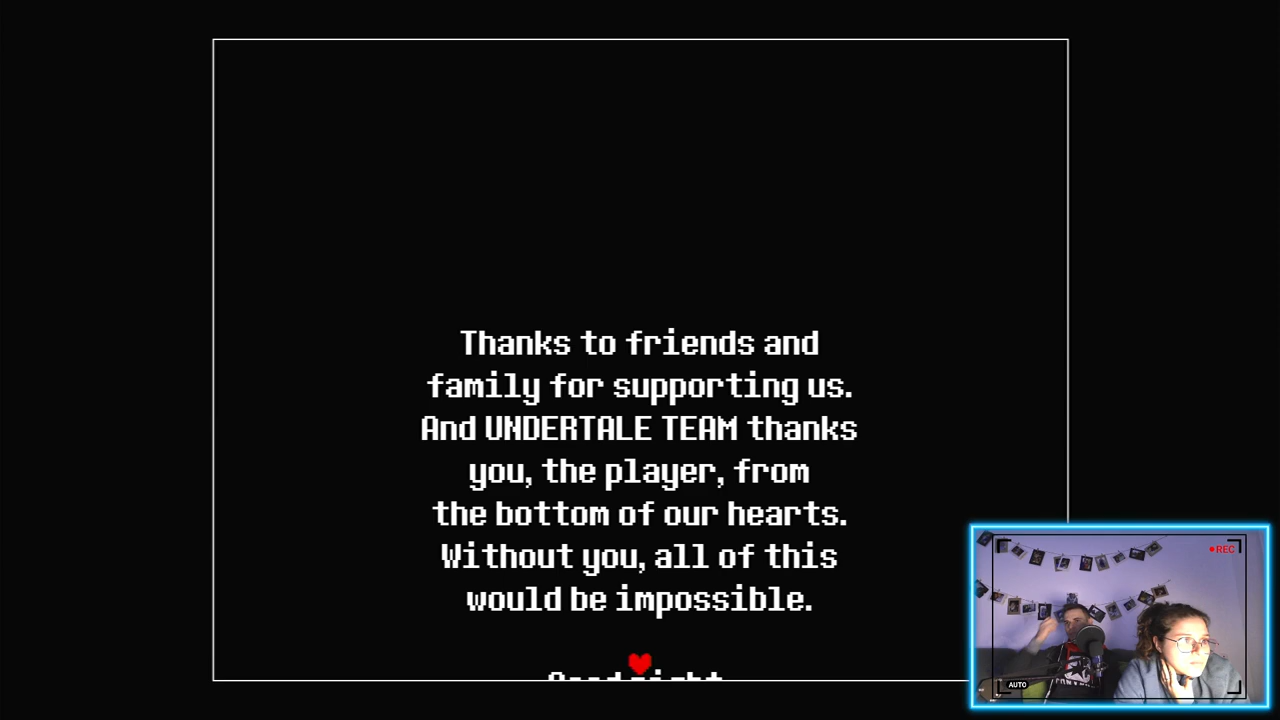 Thanks to friends and
family for supporting us.
And UNDERTALE TEAM thanks
you, the player, from
the bottom of our hearts.
Without you, all of this
would be impossible.
REC
AUTO